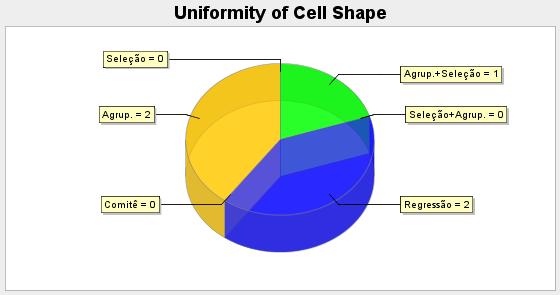 Uniformity of Cell Shape
Seleção = 0
Agrup.+Seleção = 1
Agrup. = 2
Seleção+Agrup. = 0
Comitê = 0
Regressão = 2